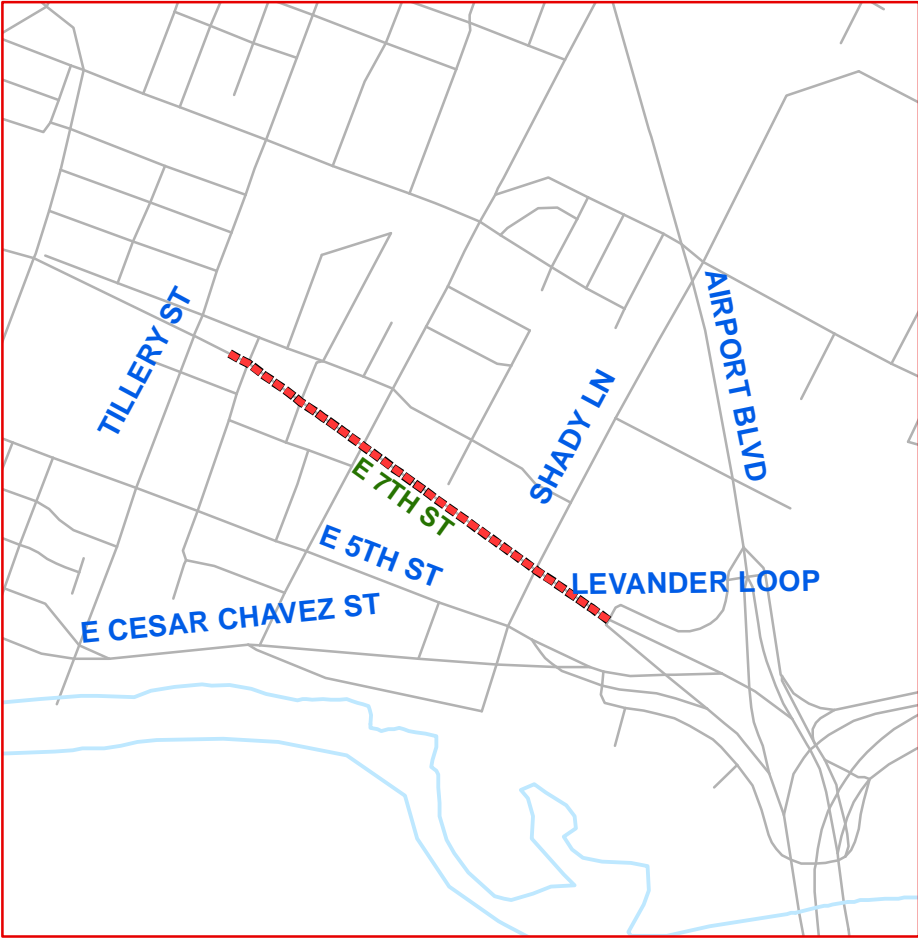 TILLERY ST
AIRPORT BLVD
SHADY LN
E 7TH ST
E 5TH ST
LEVANDER LOOP
E CESAR CHAVEZ ST